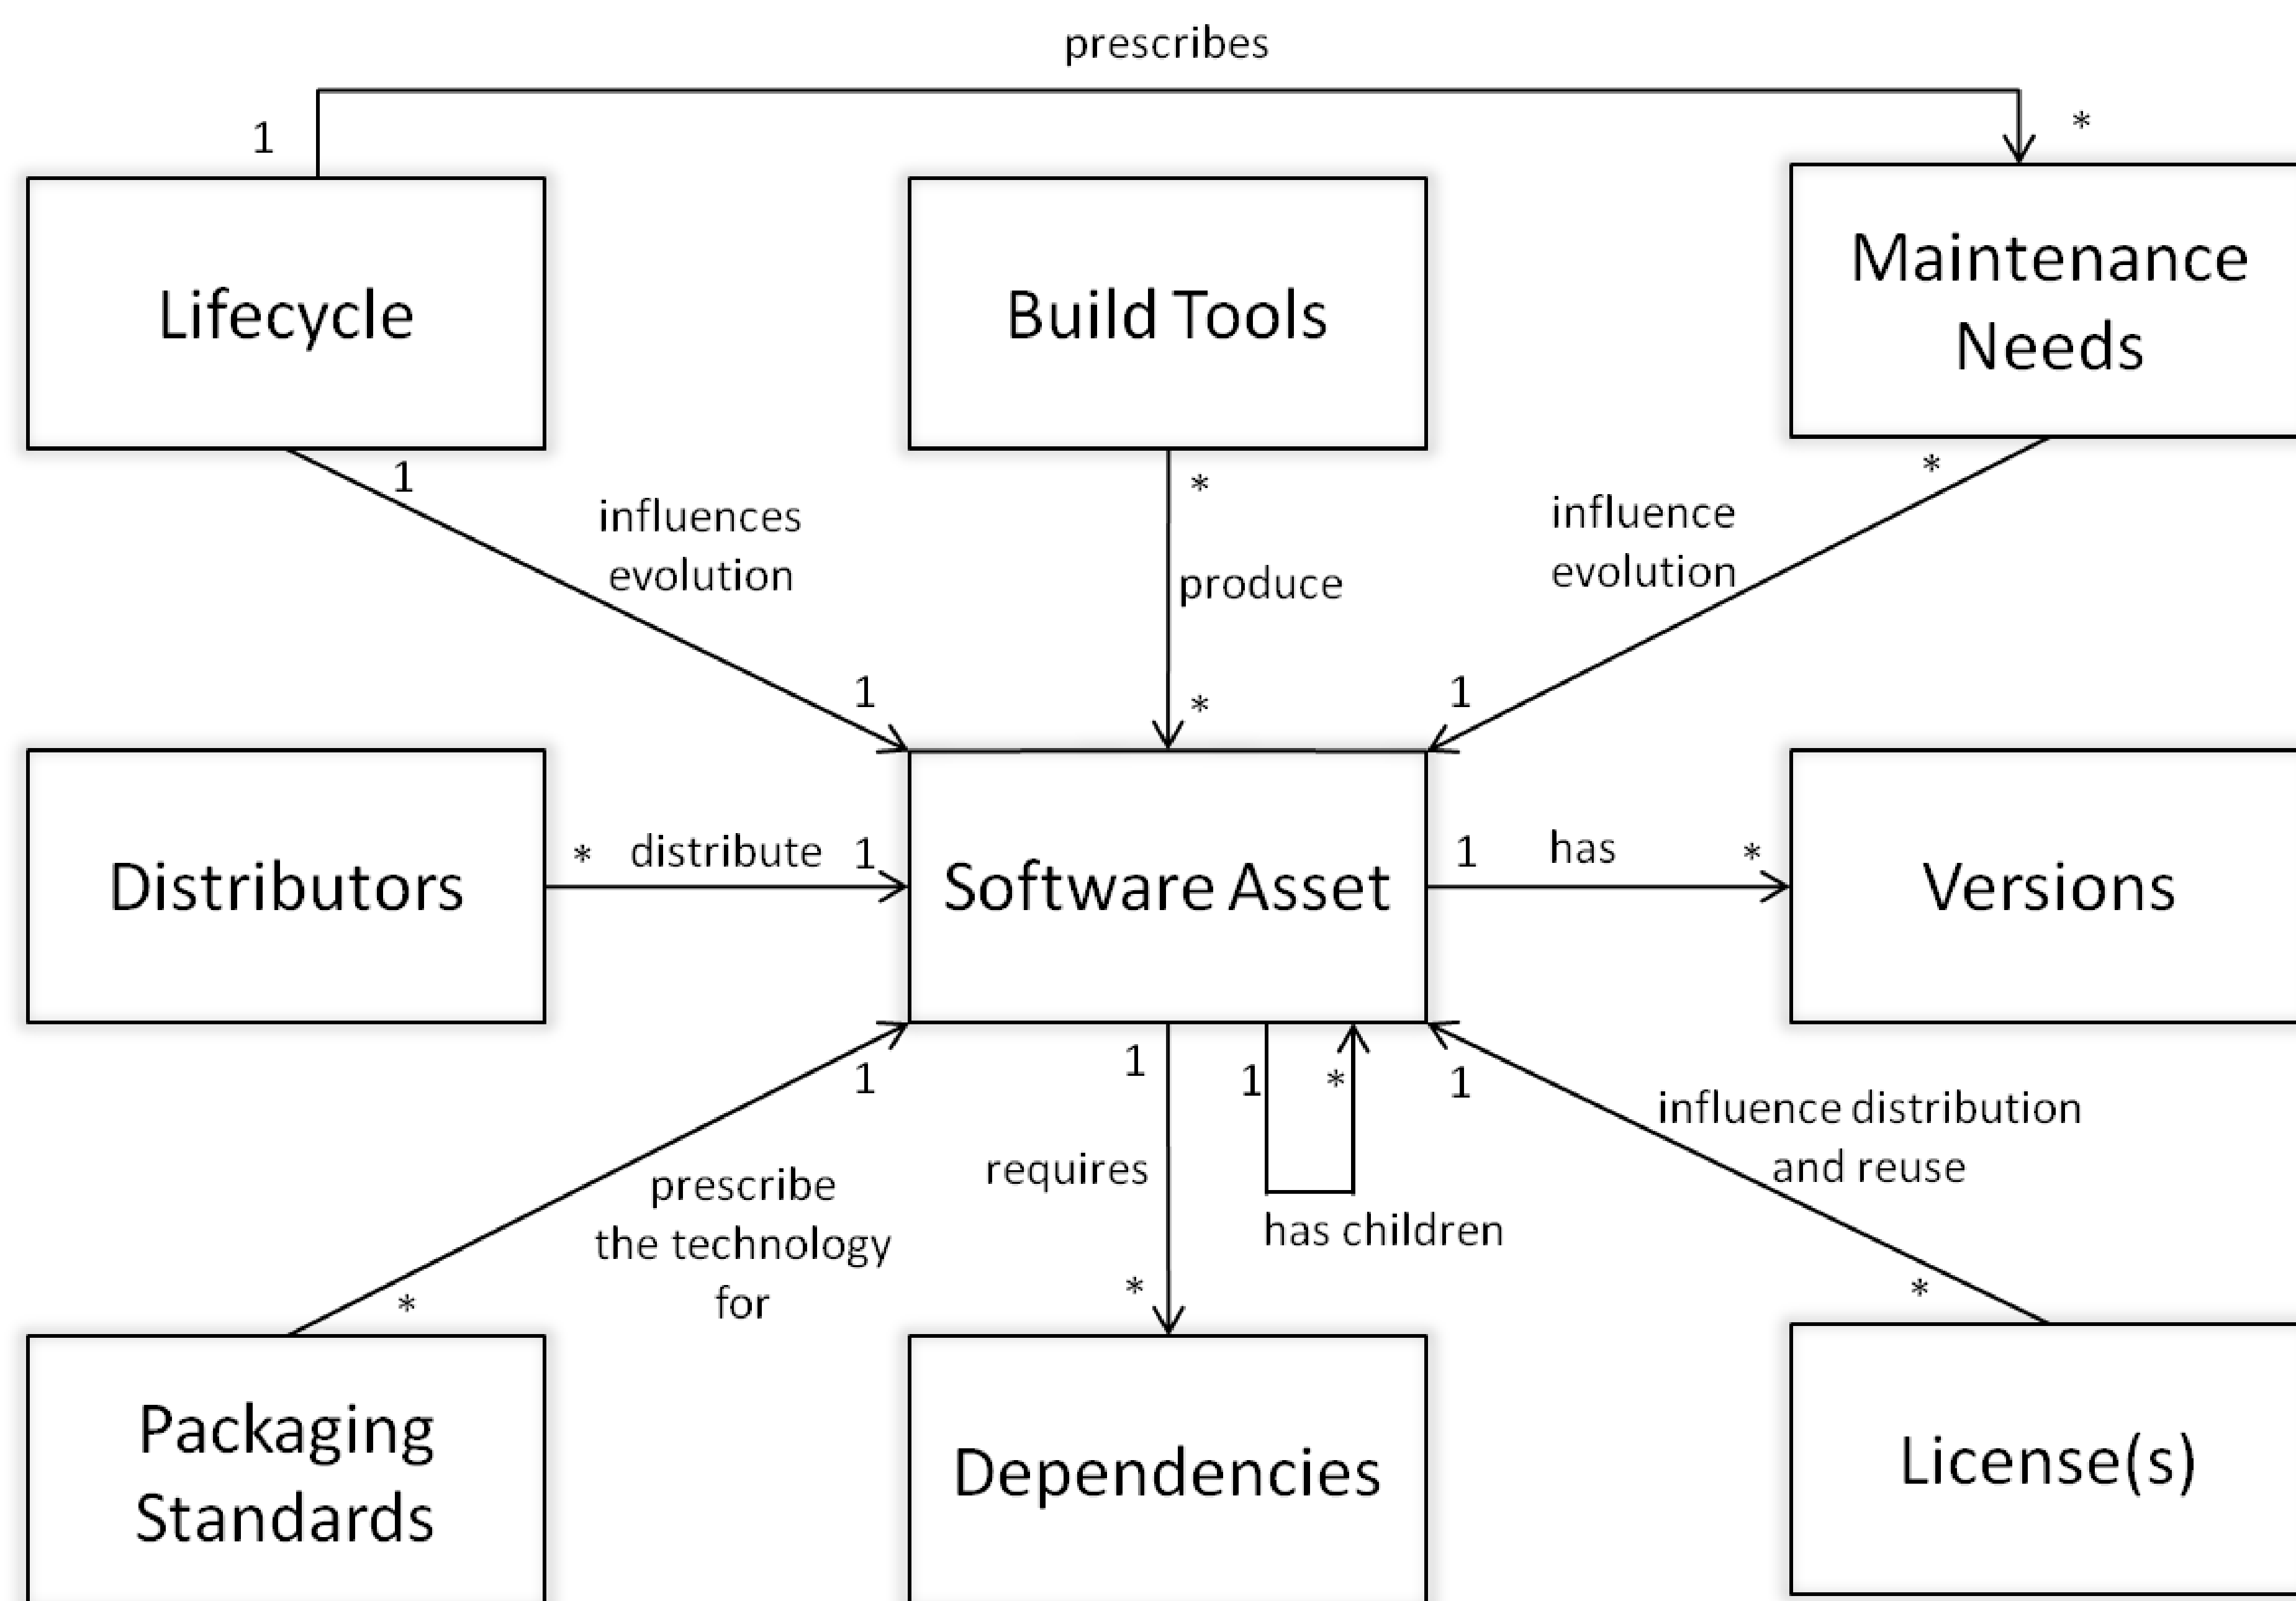 prescribes
1
*
Lifecycle
Build Tools
Maintenance
Needs
1
*
*
influences
evolution
produce
influence
evolution
1
*
1
Distributors
* distribute 1
Software Asset
1 has *
Versions
1
1
1
*
1
requires
has children
prescribe
the technology
for
influence distribution
and reuse
*
*
*
Packaging
Standards
Dependencies
License(s)